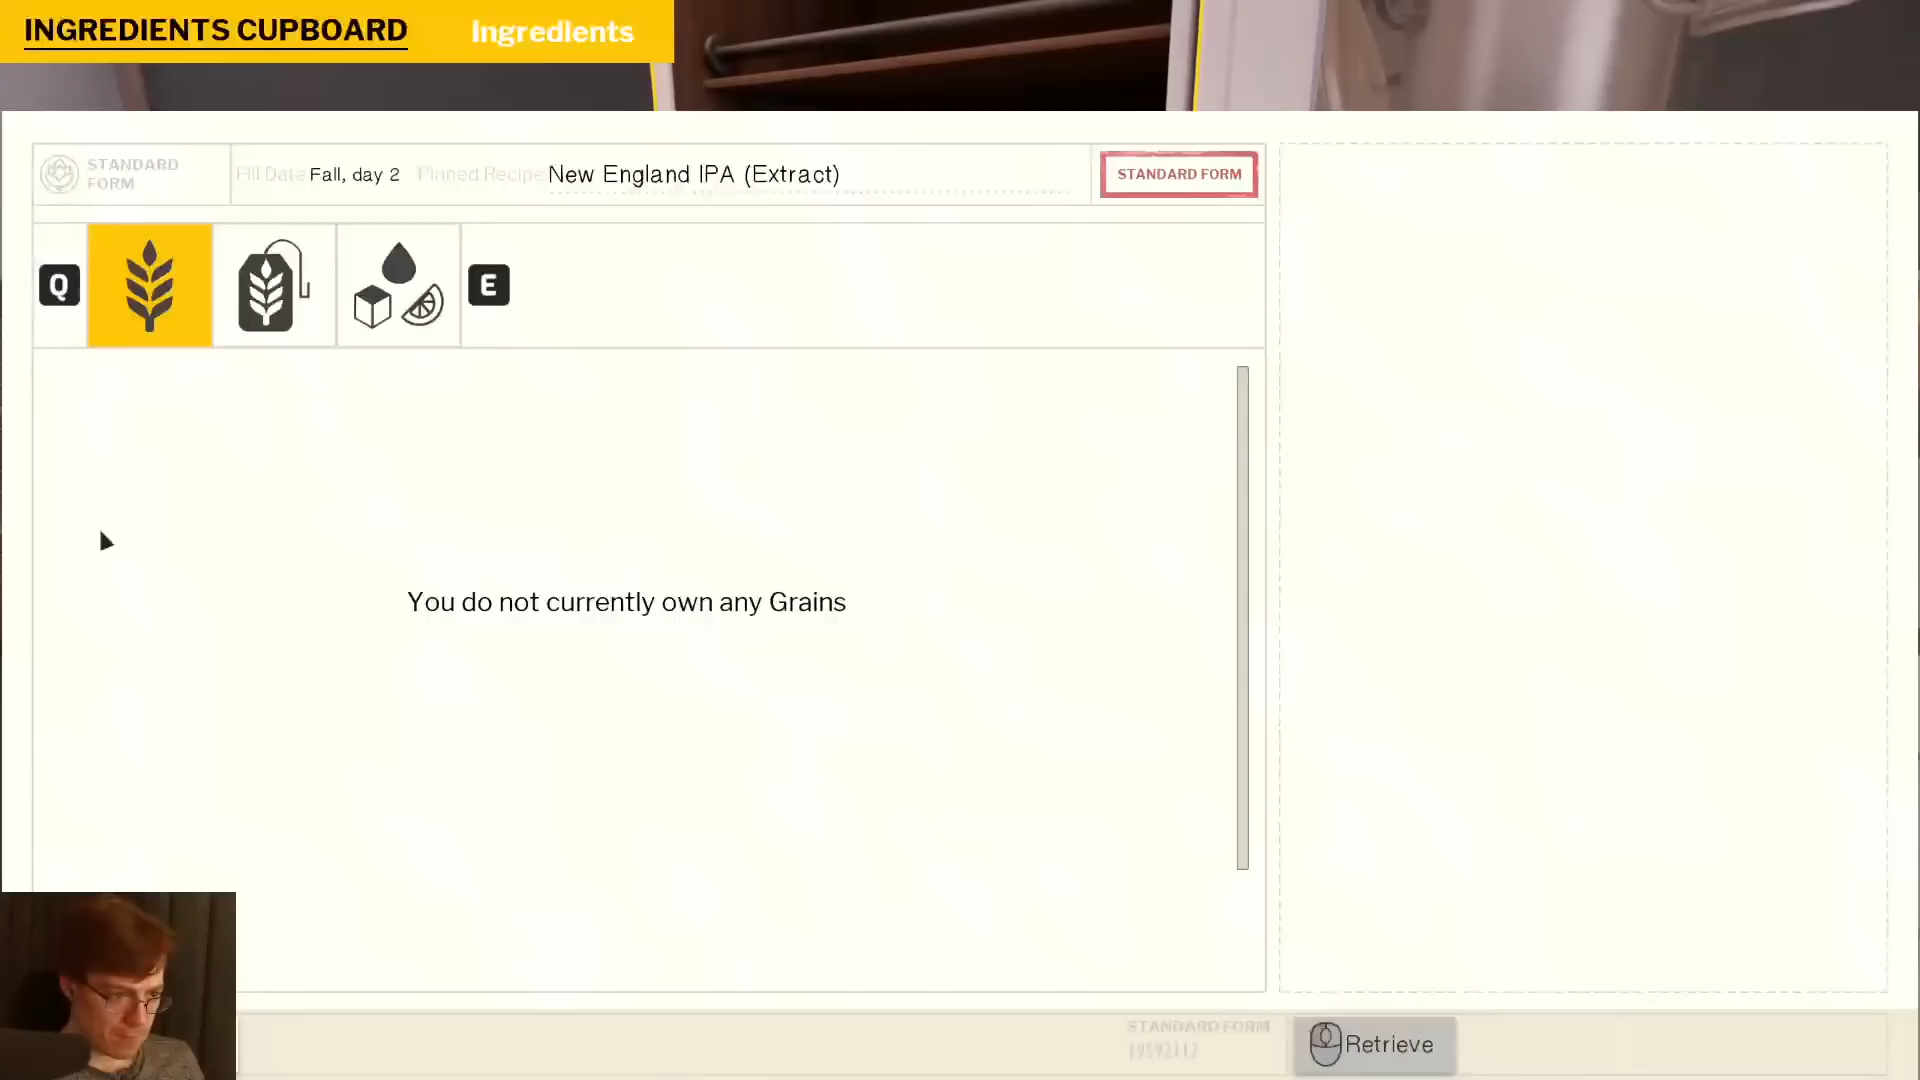 INGREDIENTS CUPBOARD
Ingredients
STANDARD
FORM
Fill Date Fall, day 2 Pinned Recipe New England IPA (Extract)
STANDARD FORM
Q
E
You do not currently own any Grains
STANDARD FORM
Retrieve